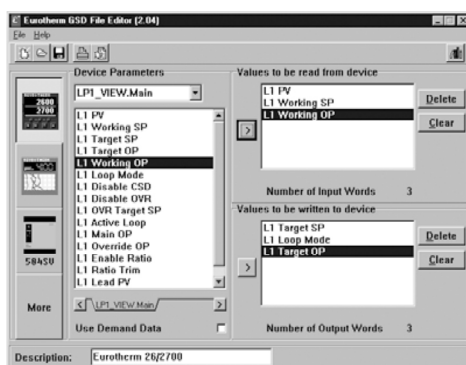 Eurotherm GSD File Editor (2.04)
File Help
Device Parameters
LP1_VIEW.Main
L1 PV
L1 Working SP
L1 Target SP
L1 Target OP
L1 Working OP
L1 Loop Mode
L1 Disable CSD
L1 Disable OVR
L1 OVR Target SP
L1 Active Loop
L1 Main OP
L1 Override OP
L1 Enable Ratio
L1 Ratio Trim
L1 Lead PV
LP1_VIEW.Main
Use Demand Data
2600
2700
584SV
More
Values to be read from device
L1 PV
L1 Working SP
L1 Working OP
Delete
Clear
Number of Input Words 3
Values to be written to device
L1 Target SP
L1 Loop Mode
L1 Target OP
Delete
Clear
Number of Output Words 3
Description: Eurotherm 26/2700